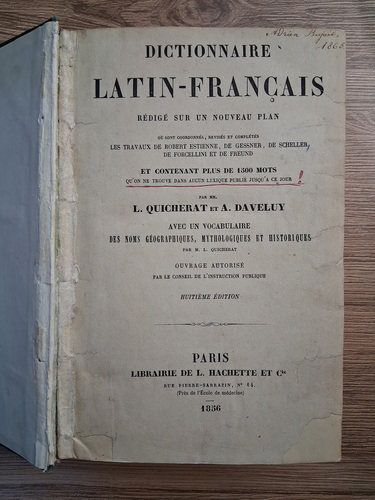 1865
DICTIONNAIRE
LATIN-FRANÇAIS
RÉDIGÉ SUR UN NOUVEAU PLAN
OÙ SONT COORDONNÉS, REVISÉS ET COMPLÉTÉS
LES TRAVAUX DE ROBERT ESTIENNE, DE GESSNER, DE SCHELLER,
DE FORCELLINI ET DE FREUND
ET CONTENANT PLUS DE 1500 MOTS
QU'ON NE TROUVE DANS AUCUN LEXIQUE PUBLIÉ JUSQU'A CE JOUR !
PAR MM.
L. QUICHERAT ET A. DAVELUY
AVEC UN VOCABULAIRE
DES NOMS GÉOGRAPHIQUES, MYTHOLOGIQUES ET HISTORIQUES
PAR M. L. QUICHERAT
OUVRAGE AUTORISÉ
PAR LE CONSEIL DE L'INSTRUCTION PUBLIQUE
HUITIÈME ÉDITION
PARIS
LIBRAIRIE DE L. HACHETTE ET Cie
RUE PIERRE-SARRAZIN, N° 14
(Près de l'École de médecine)
1856